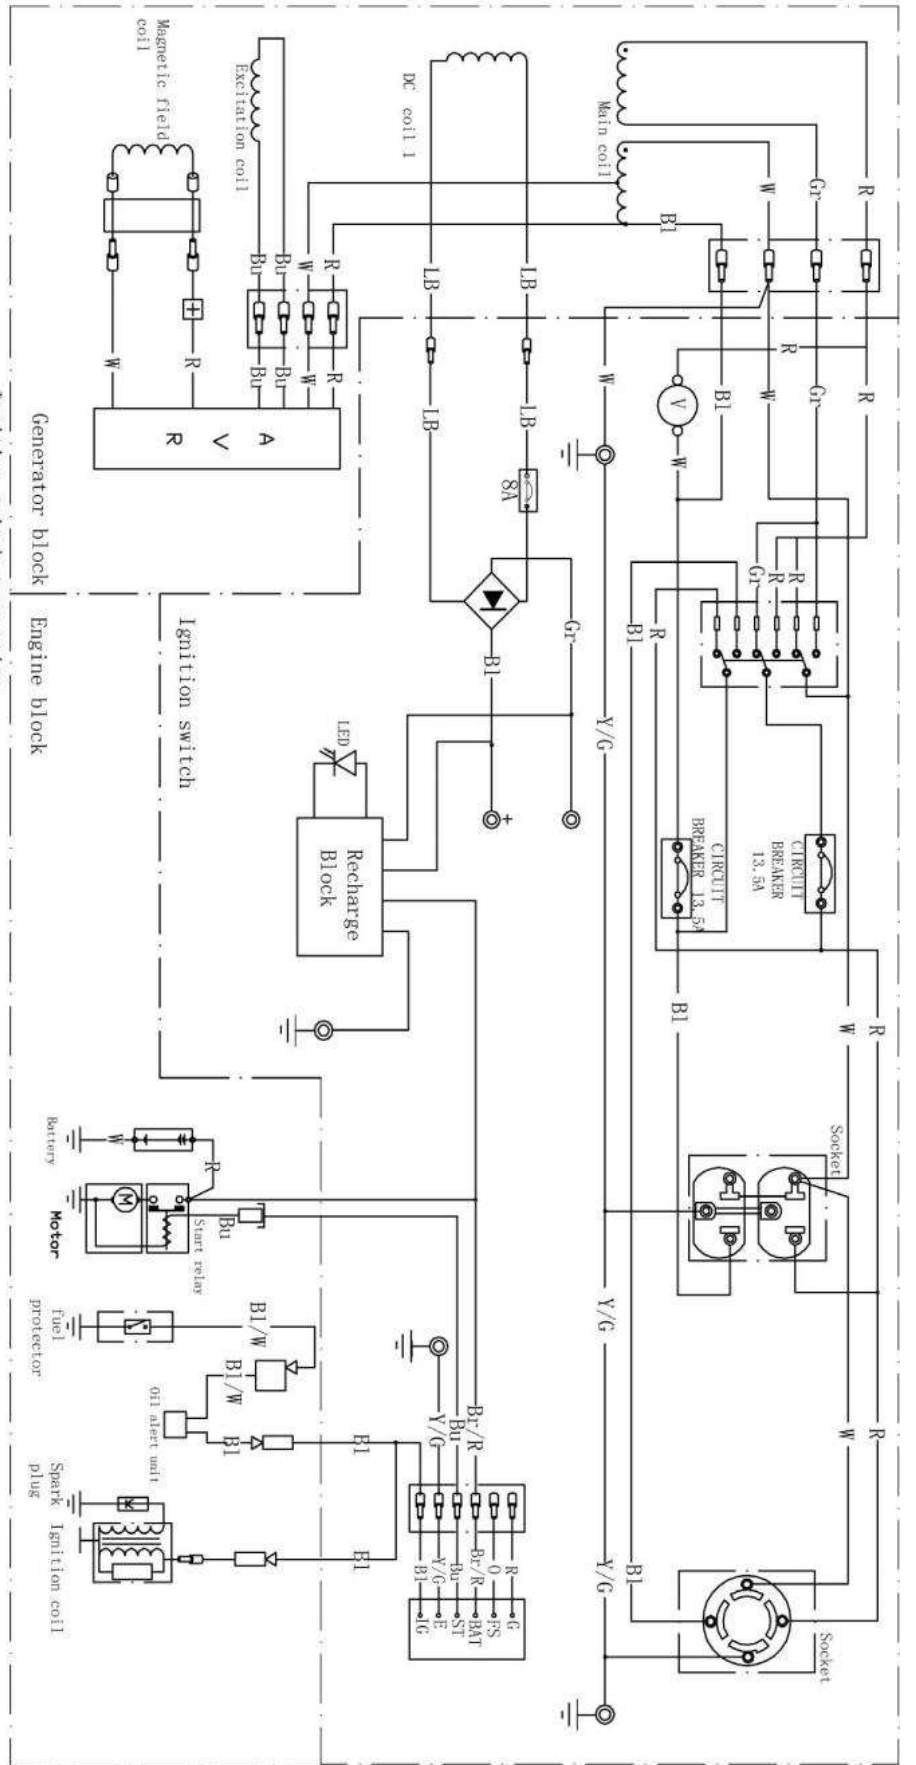 Magnetic field
coil
Excitation coil
DC coil 1
Main coil
W
Gr
R
Bl
Bu
Bu
W
R
LB
LB
W
R
Bu
Bu
W
R
LB
LB
W
R
Bl
W
Gr
R
V
W
A V R
8A
Generator block
Engine block
Ignition switch
Gr
R
R
Bl
R
Gr
Bl
Y/G
LED
+
+
Recharge
Block
CIRCUIT
BREAKER 13.5A
CIRCUIT
BREAKER
13.5A
Bl
W
R
Socket
Battery
W
R
M
Motor
Start relay
Bu
fuel
protector
Bl/W
Bl/W
Oil alert unit
Bl
Bl
Spark
plug
Ignition coil
Bl
Y/G
Bu
Br/R
Y/G
W
R
Bl
Y/G
Bu
Br/R
O
R
IG
E
ST
BAT
FS
G
Y/G
Bl
Socket